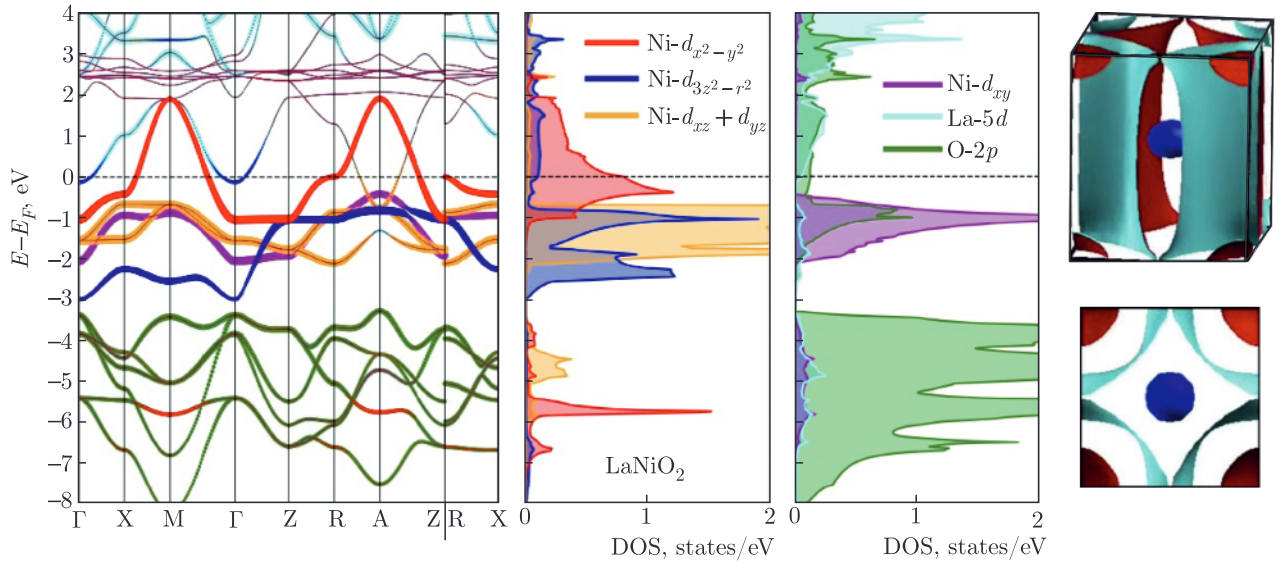 E−E_F, eV
4
3
2
1
0
−1
−2
−3
−4
−5
−6
−7
−8
Γ X M Γ Z R A Z R X
Ni-d_{x²−y²}
Ni-d_{3z²−r²}
Ni-d_{xz} + d_{yz}
LaNiO₂
0 1 2
DOS, states/eV
Ni-d_{xy}
La-5d
O-2p
0 1 2
DOS, states/eV